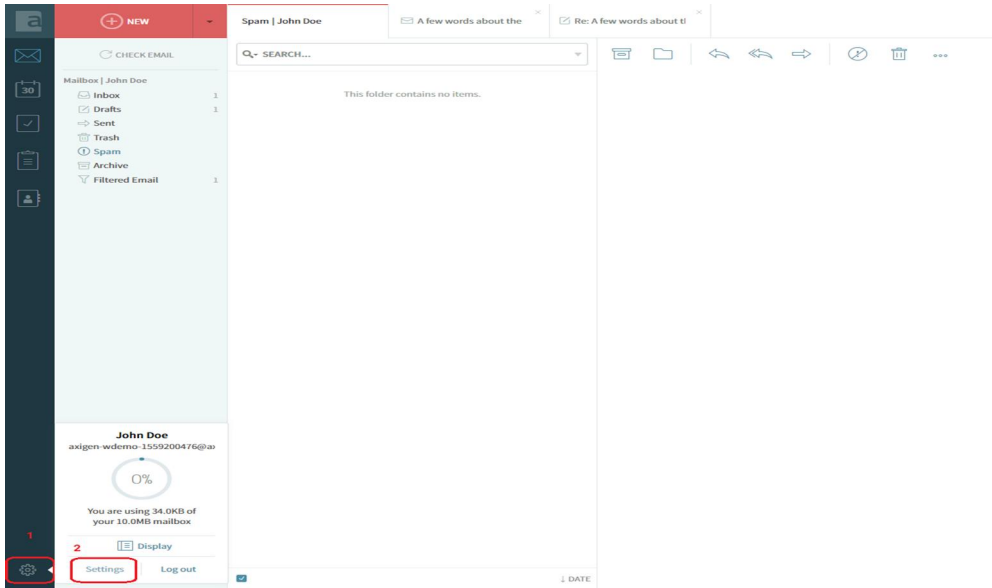 a
NEW
Spam | John Doe
A few words about the
Re: A few words about tl
CHECK EMAIL
SEARCH...
30
Mailbox | John Doe
Inbox 1
Drafts 1
Sent
Trash
Spam
Archive
Filtered Email 1
This folder contains no items.
John Doe
axigen-wdemo-1559200476@a
0%
You are using 34.0KB of
your 10.0MB mailbox
1
2 Display
Settings Log out
↓ DATE